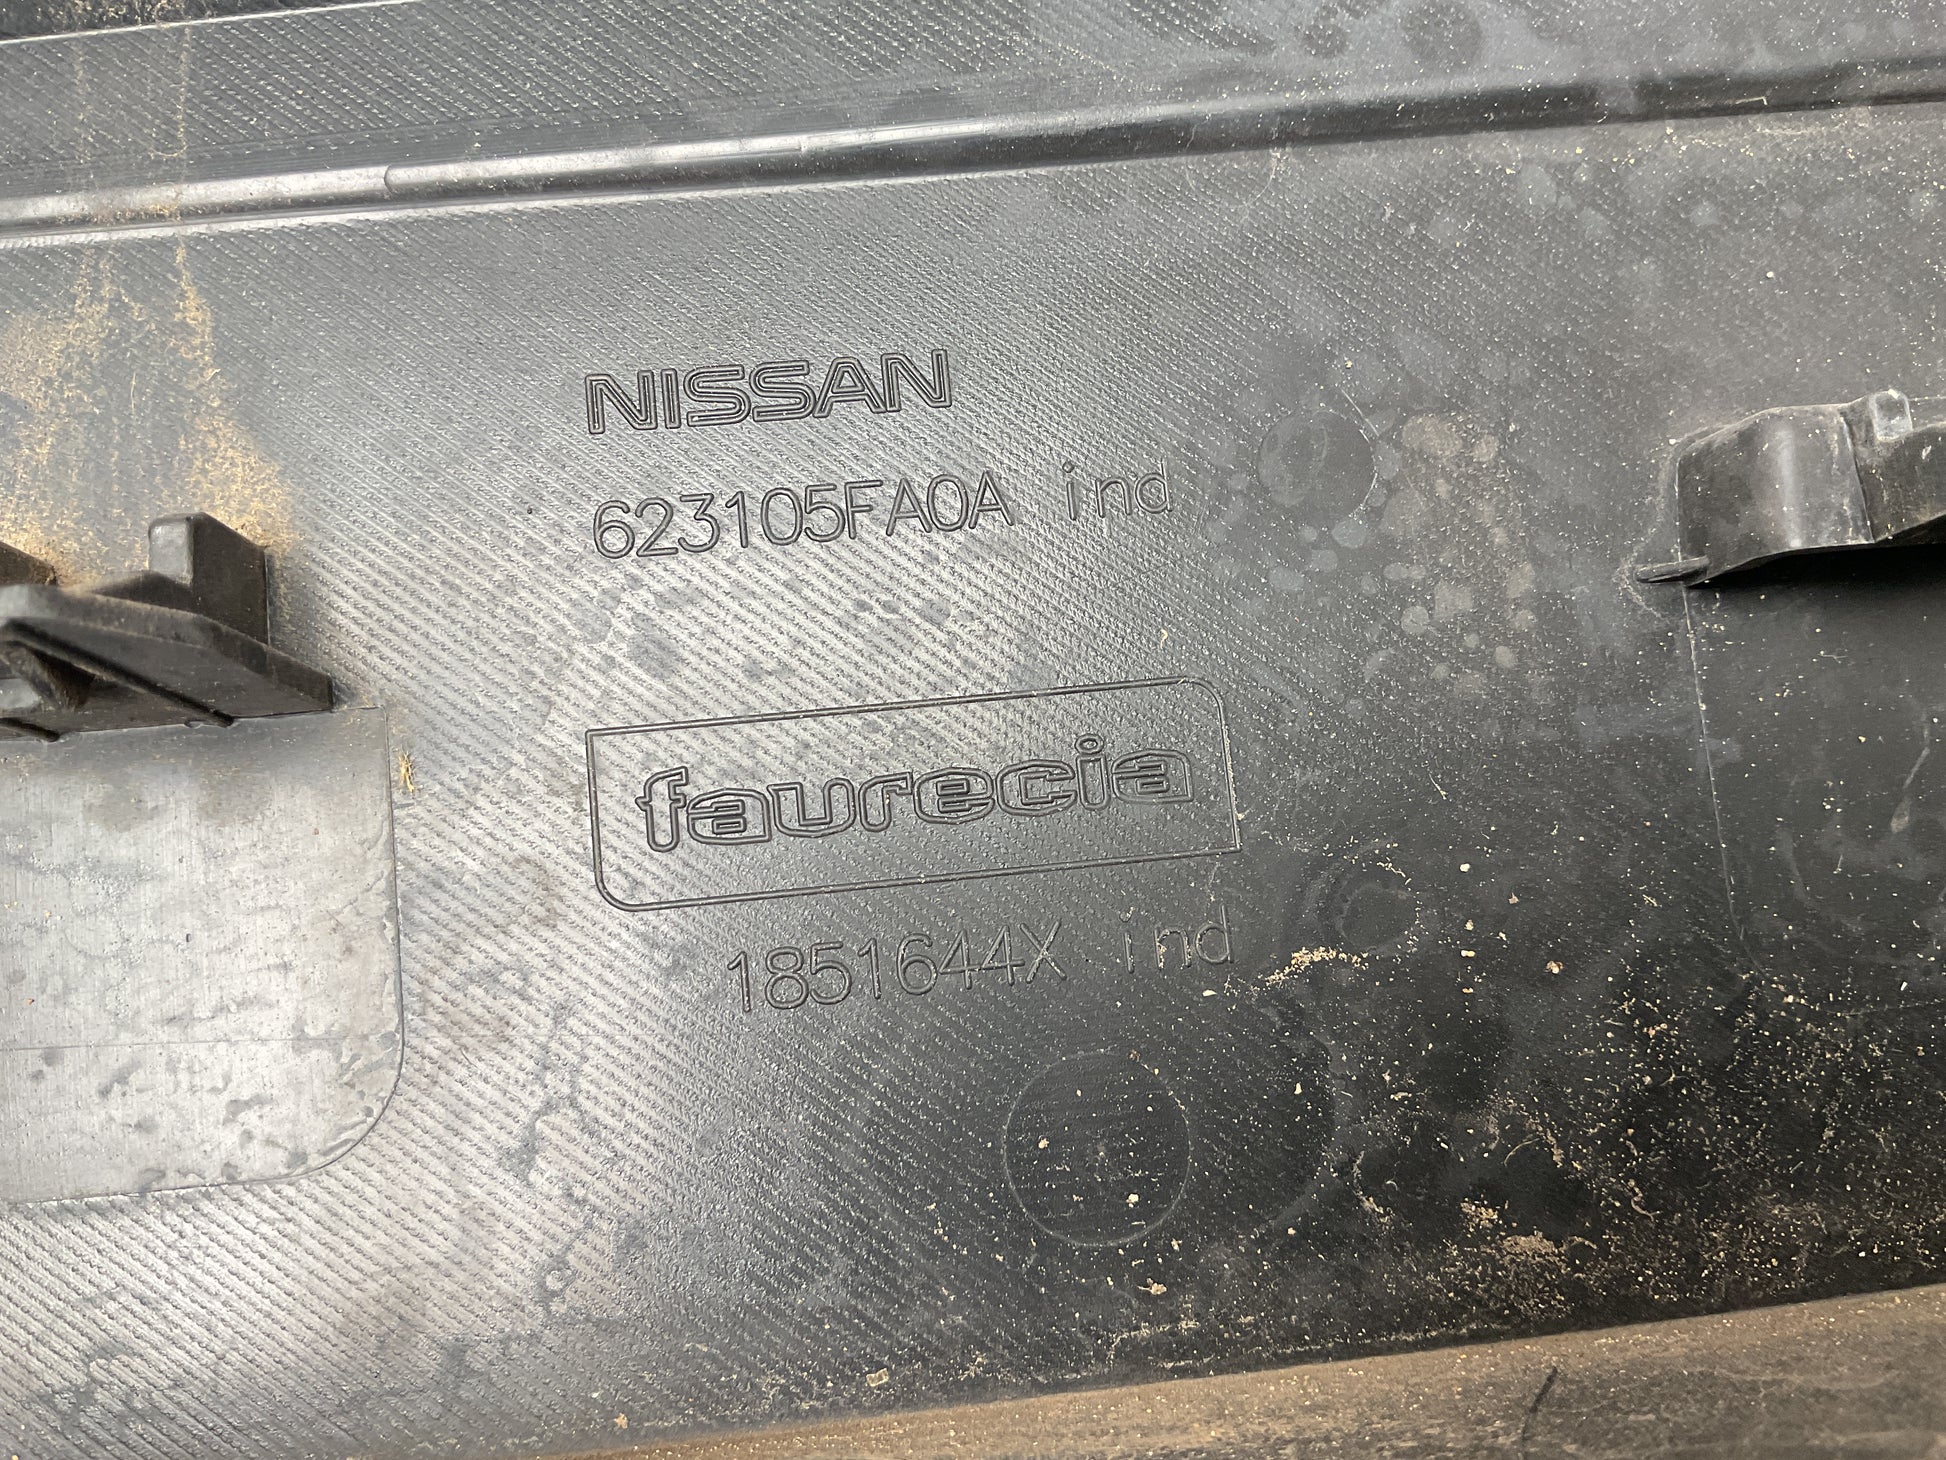 NISSAN
623105FA0A ind
faurecia
1851644X ind